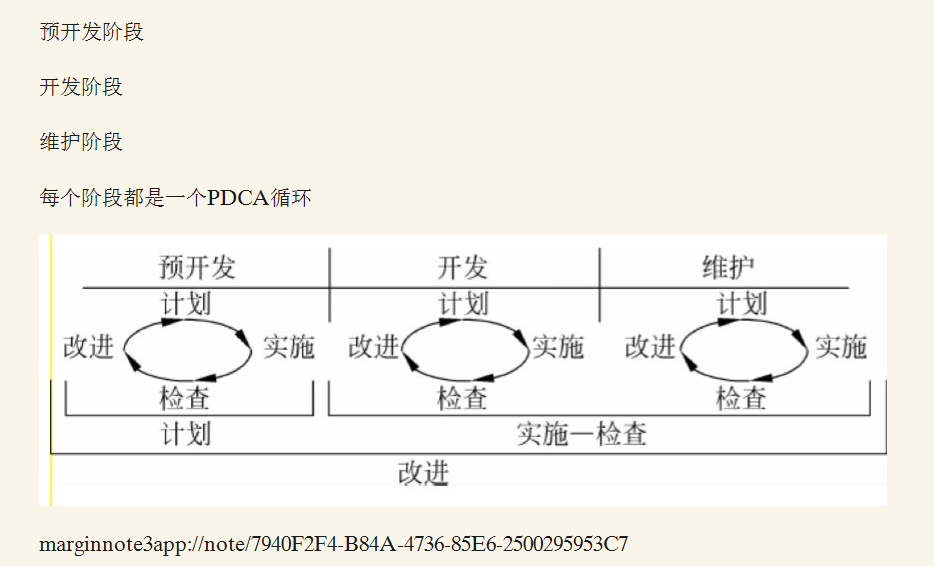 预开发阶段
开发阶段
维护阶段
每个阶段都是一个PDCA循环
预开发 开发 维护
计划 计划 计划
改进 实施 改进 实施 改进 实施
检查 检查 检查
计划 实施—检查
改进
marginnote3app://note/7940F2F4-B84A-4736-85E6-2500295953C7